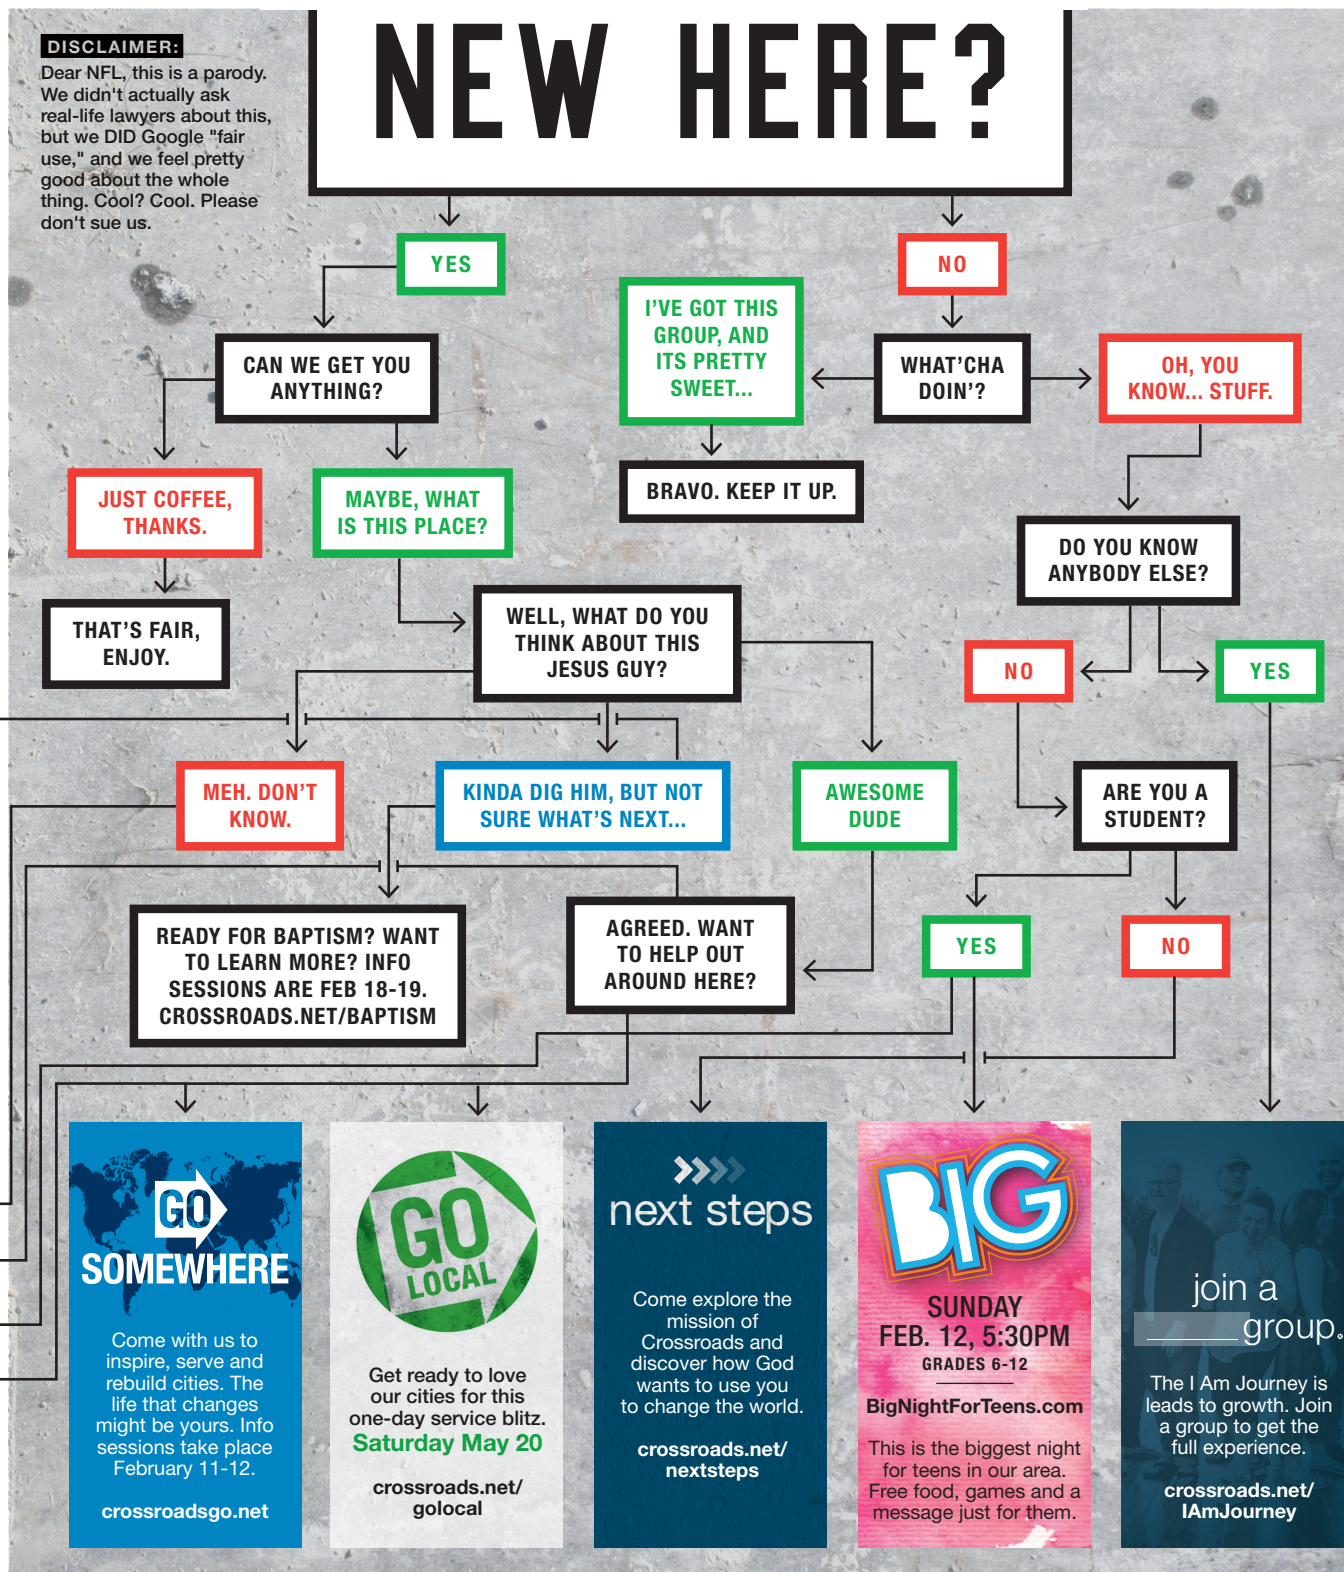 NEW HERE?
DISCLAIMER:
Dear NFL, this is a parody.
We didn't actually ask
real-life lawyers about this,
but we DID Google "fair
use," and we feel pretty
good about the whole
thing. Cool? Cool. Please
don't sue us.
YES
NO
I'VE GOT THIS
GROUP, AND
ITS PRETTY
SWEET...
CAN WE GET YOU
ANYTHING?
WHAT'CHA
DOIN'?
OH, YOU
KNOW... STUFF.
JUST COFFEE,
THANKS.
MAYBE, WHAT
IS THIS PLACE?
BRAVO. KEEP IT UP.
DO YOU KNOW
ANYBODY ELSE?
THAT'S FAIR,
ENJOY.
WELL, WHAT DO YOU
THINK ABOUT THIS
JESUS GUY?
NO
YES
MEH. DON'T
KNOW.
KINDA DIG HIM, BUT NOT
SURE WHAT'S NEXT...
AWESOME
DUDE
ARE YOU A
STUDENT?
READY FOR BAPTISM? WANT
TO LEARN MORE? INFO
SESSIONS ARE FEB 18-19.
CROSSROADS.NET/BAPTISM
AGREED. WANT
TO HELP OUT
AROUND HERE?
YES
NO
GO
SOMEWHERE
Come with us to
inspire, serve and
rebuild cities. The
life that changes
might be yours. Info
sessions take place
February 11-12.
crossroadsgo.net
GO
LOCAL
Get ready to love
our cities for this
one-day service blitz.
Saturday May 20
crossroads.net/
golocal
next steps
Come explore the
mission of
Crossroads and
discover how God
wants to use you
to change the world.
crossroads.net/
nextsteps
BIG
SUNDAY
FEB. 12, 5:30PM
GRADES 6-12
BigNightForTeens.com
This is the biggest night
for teens in our area.
Free food, games and a
message just for them.
join a
______group.
The I Am Journey is
leads to growth. Join
a group to get the
full experience.
crossroads.net/
IAmJourney